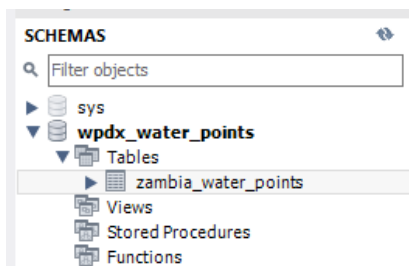 SCHEMAS
Filter objects
sys
wpdx_water_points
Tables
zambia_water_points
Views
Stored Procedures
Functions